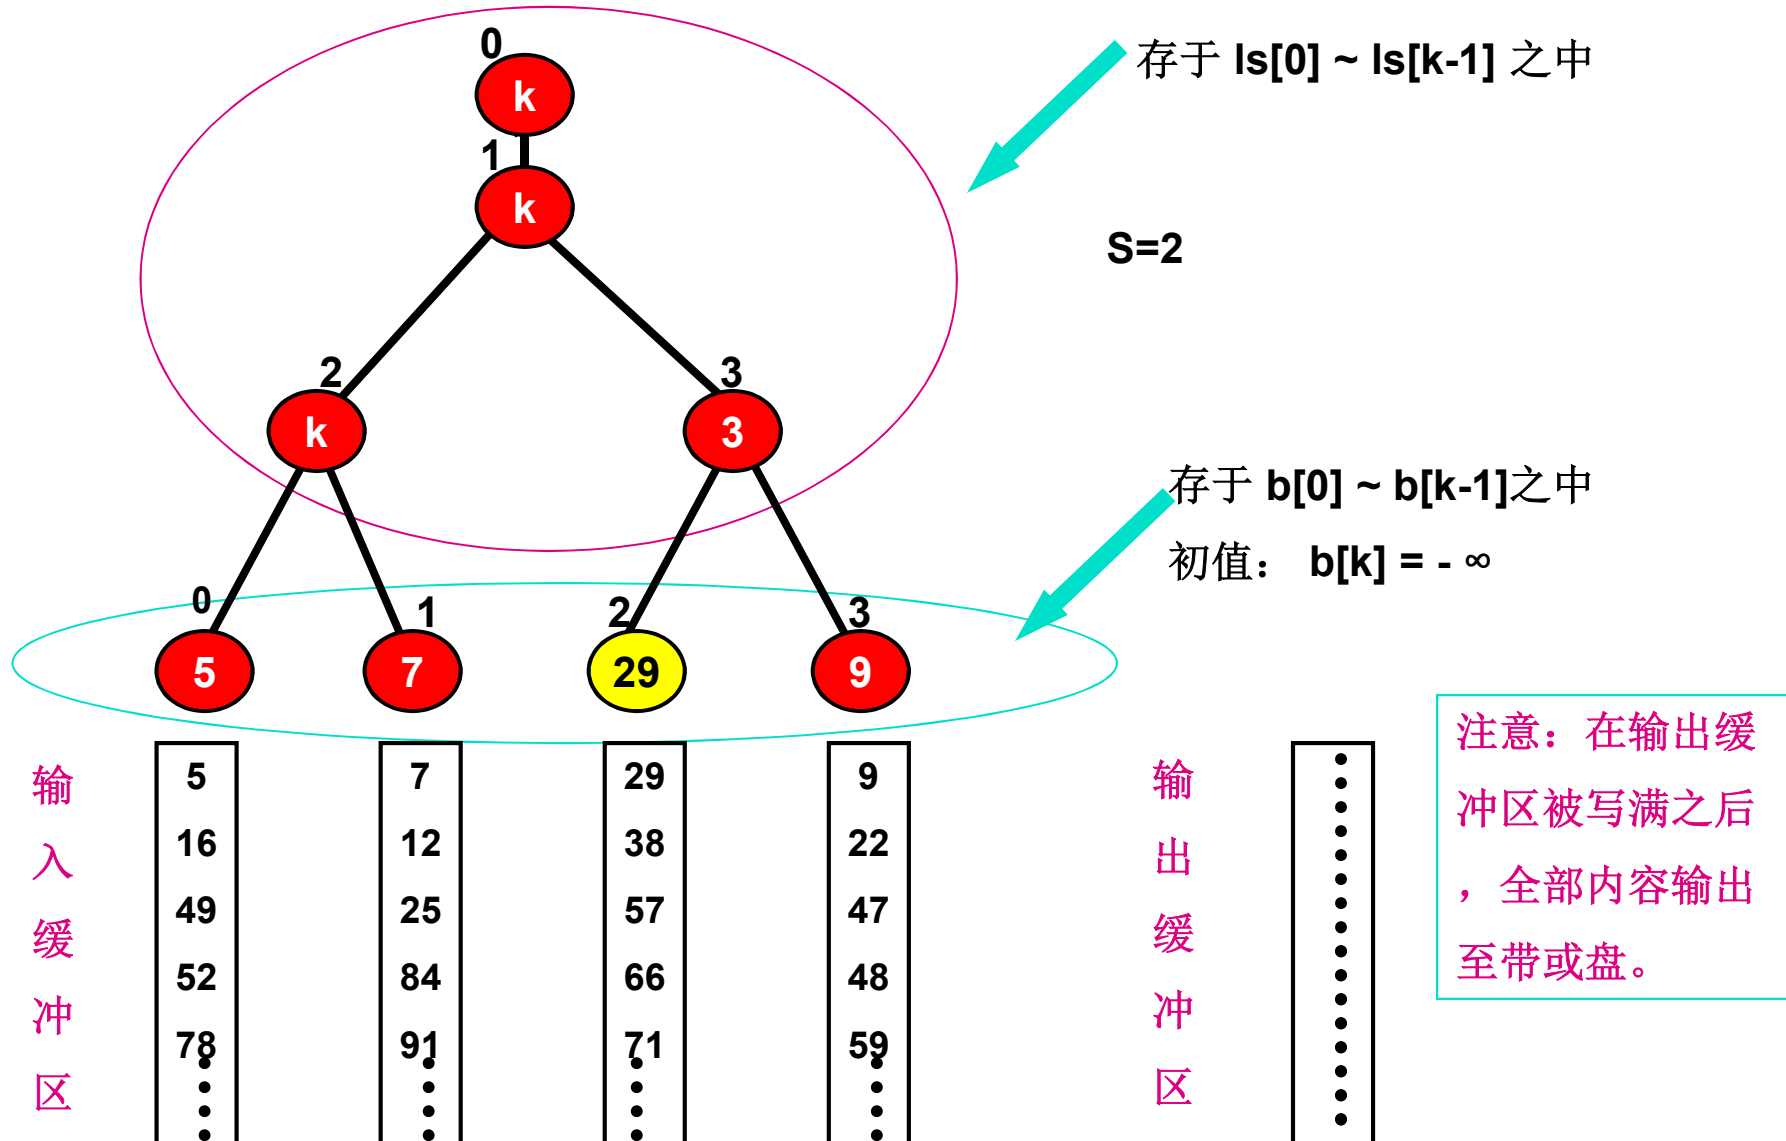 0
k
存于 ls[0] ~ ls[k-1] 之中
1
k
S=2
2
3
k
3
存于 b[0] ~ b[k-1]之中
初值： b[k] = - ∞
0
1
2
3
5
7
29
9
输入缓冲区
5
16
49
52
78
7
12
25
84
91
29
38
57
66
71
9
22
47
48
59
输出缓冲区
注意：在输出缓
冲区被写满之后
，全部内容输出
至带或盘。